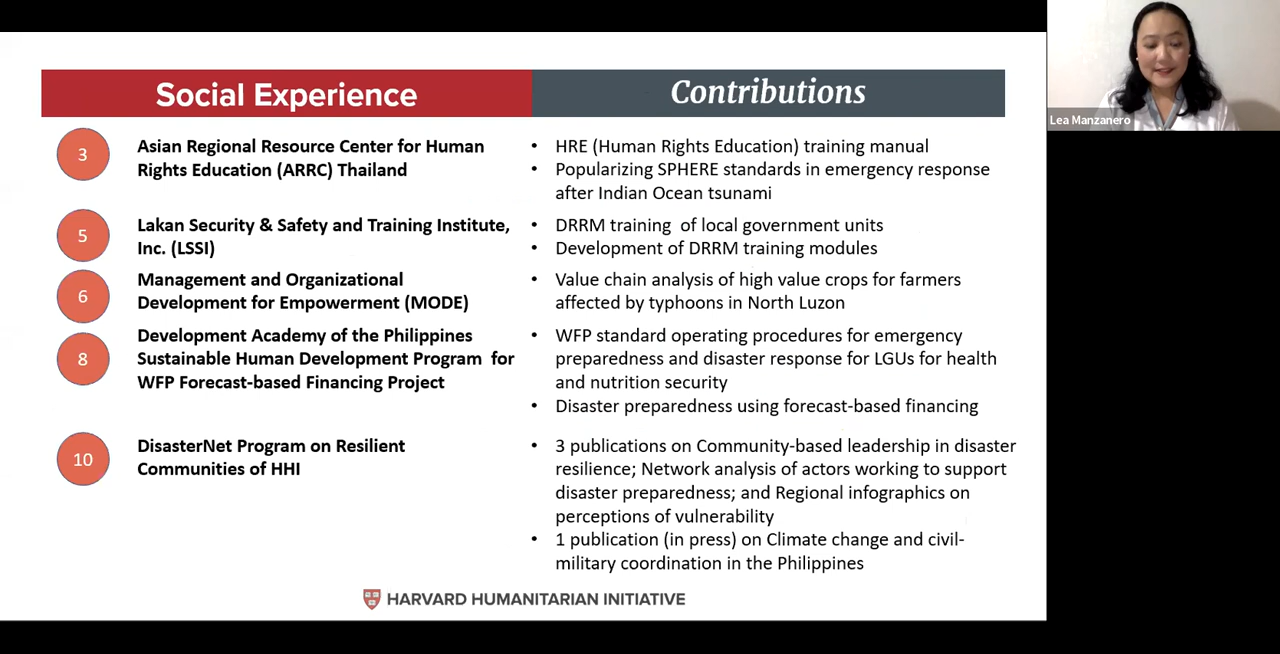 Social Experience
Contributions
Lea Manzanero
3
Asian Regional Resource Center for Human
Rights Education (ARRC) Thailand
• HRE (Human Rights Education) training manual
• Popularizing SPHERE standards in emergency response
after Indian Ocean tsunami
5
Lakan Security & Safety and Training Institute,
Inc. (LSSI)
• DRRM training of local government units
• Development of DRRM training modules
6
Management and Organizational
Development for Empowerment (MODE)
• Value chain analysis of high value crops for farmers
affected by typhoons in North Luzon
8
Development Academy of the Philippines
Sustainable Human Development Program for
WFP Forecast-based Financing Project
• WFP standard operating procedures for emergency
preparedness and disaster response for LGUs for health
and nutrition security
• Disaster preparedness using forecast-based financing
10
DisasterNet Program on Resilient
Communities of HHI
• 3 publications on Community-based leadership in disaster
resilience; Network analysis of actors working to support
disaster preparedness; and Regional infographics on
perceptions of vulnerability
• 1 publication (in press) on Climate change and civil-
military coordination in the Philippines
HARVARD HUMANITARIAN INITIATIVE